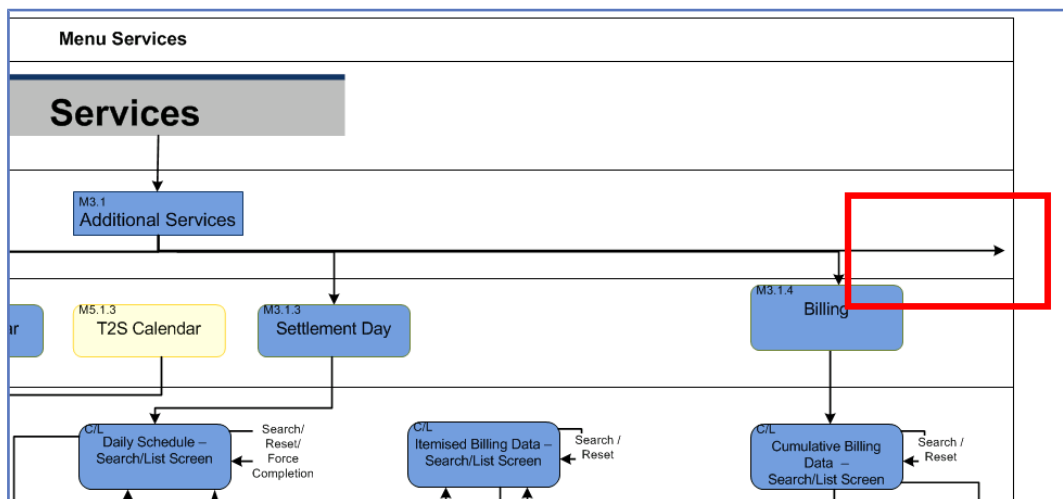 Menu Services
Services
M3.1
Additional Services
M5.1.3
T2S Calendar
M3.1.3
Settlement Day
M3.1.4
Billing
C/L
Daily Schedule –
Search/List Screen
Search/
Reset/
Force
Completion
C/L
Itemised Billing Data –
Search/List Screen
Search /
Reset
C/L
Cumulative Billing
Data –
Search/List Screen
Search /
Reset